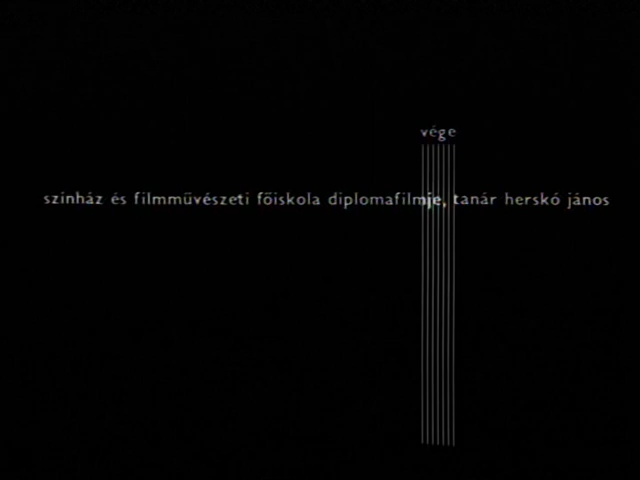 vége
szinház és filmművészeti főiskola diplomafilmje, tanár herskó jános